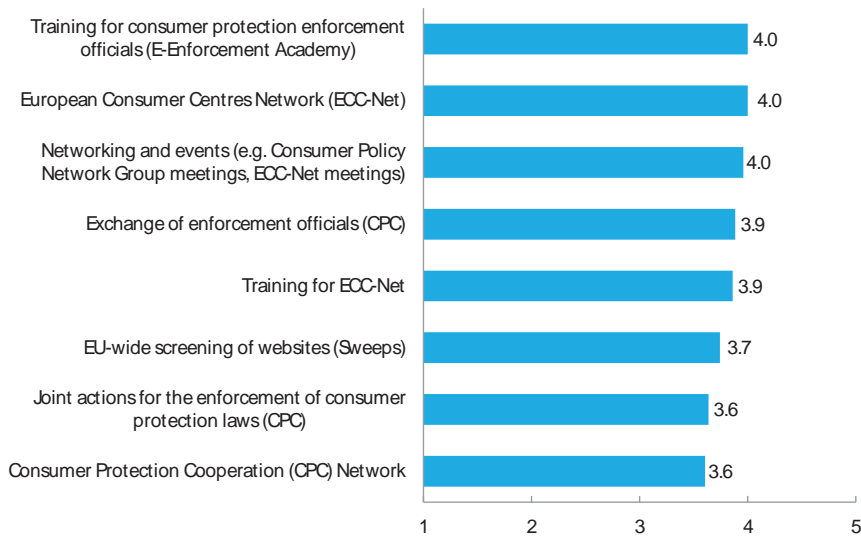 Training for consumer protection enforcement
officials (E-Enforcement Academy)
4.0
European Consumer Centres Network (ECC-Net)
4.0
Networking and events (e.g. Consumer Policy
Network Group meetings, ECC-Net meetings)
4.0
Exchange of enforcement officials (CPC)
3.9
Training for ECC-Net
3.9
EU-wide screening of websites (Sweeps)
3.7
Joint actions for the enforcement of consumer
protection laws (CPC)
3.6
Consumer Protection Cooperation (CPC) Network
3.6
1 2 3 4 5